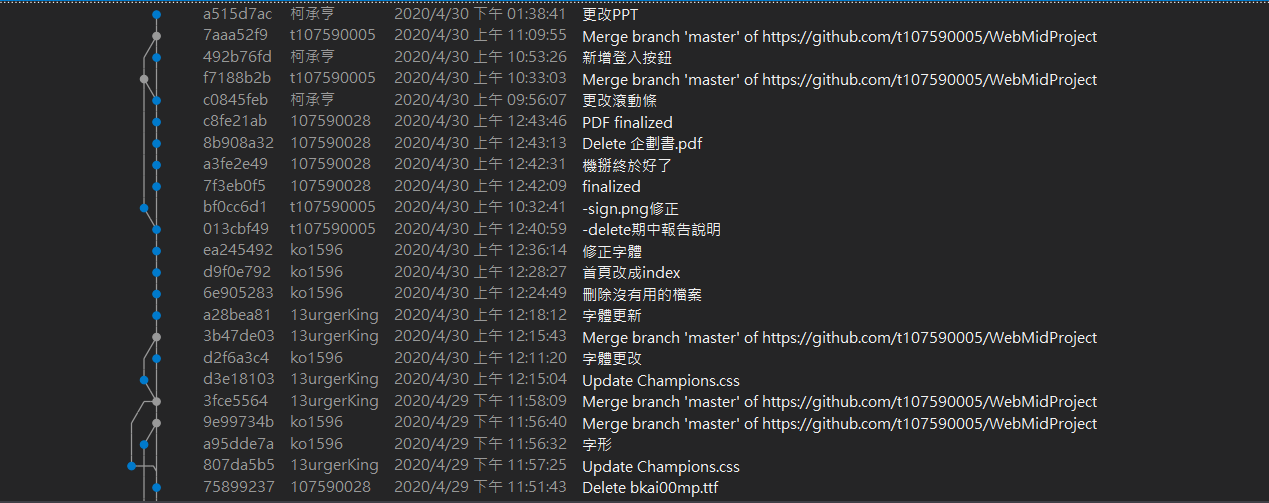 a515d7ac 柯承亨 2020/4/30 下午 01:38:41 更改PPT
7aaa52f9 t107590005 2020/4/30 上午 11:09:55 Merge branch 'master' of https://github.com/t107590005/WebMidProject
492b76fd 柯承亨 2020/4/30 上午 10:53:26 新增登入按鈕
f7188b2b t107590005 2020/4/30 上午 10:33:03 Merge branch 'master' of https://github.com/t107590005/WebMidProject
c0845feb 柯承亨 2020/4/30 上午 09:56:07 更改滾動條
c8fe21ab 107590028 2020/4/30 上午 12:43:46 PDF finalized
8b908a32 107590028 2020/4/30 上午 12:43:13 Delete 企劃書.pdf
a3fe2e49 107590028 2020/4/30 上午 12:42:31 機掰終於好了
7f3eb0f5 107590028 2020/4/30 上午 12:42:09 finalized
bf0cc6d1 t107590005 2020/4/30 上午 10:32:41 -sign.png修正
013cbf49 t107590005 2020/4/30 上午 12:40:59 -delete期中報告說明
ea245492 ko1596 2020/4/30 上午 12:36:14 修正字體
d9f0e792 ko1596 2020/4/30 上午 12:28:27 首頁改成index
6e905283 ko1596 2020/4/30 上午 12:24:49 刪除沒有用的檔案
a28bea81 13urgerKing 2020/4/30 上午 12:18:12 字體更新
3b47de03 13urgerKing 2020/4/30 上午 12:15:43 Merge branch 'master' of https://github.com/t107590005/WebMidProject
d2f6a3c4 ko1596 2020/4/30 上午 12:11:20 字體更改
d3e18103 13urgerKing 2020/4/30 上午 12:15:04 Update Champions.css
3fce5564 13urgerKing 2020/4/29 下午 11:58:09 Merge branch 'master' of https://github.com/t107590005/WebMidProject
9e99734b ko1596 2020/4/29 下午 11:56:40 Merge branch 'master' of https://github.com/t107590005/WebMidProject
a95dde7a ko1596 2020/4/29 下午 11:56:32 字形
807da5b5 13urgerKing 2020/4/29 下午 11:57:25 Update Champions.css
75899237 107590028 2020/4/29 下午 11:51:43 Delete bkai00mp.ttf